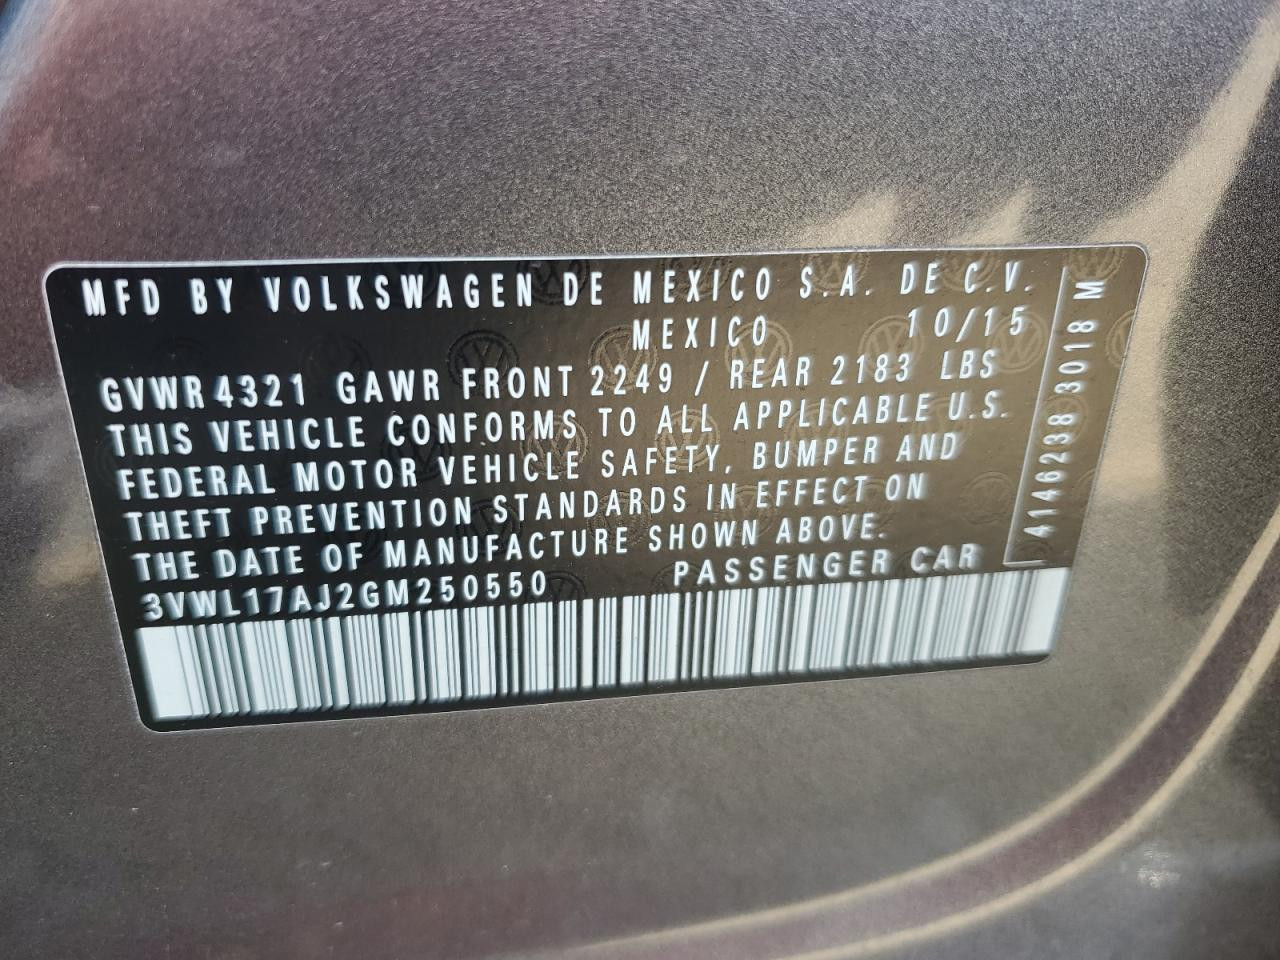 MFD BY VOLKSWAGEN DE MEXICO S.A. DE C.V.
MEXICO 10/15
GVWR 4321 GAWR FRONT 2249 / REAR 2183 LBS
THIS VEHICLE CONFORMS TO ALL APPLICABLE U.S.
FEDERAL MOTOR VEHICLE SAFETY, BUMPER AND
THEFT PREVENTION STANDARDS IN EFFECT ON
THE DATE OF MANUFACTURE SHOWN ABOVE.
3VWL17AJ2GM250550 PASSENGER CAR
4146238 3018 M